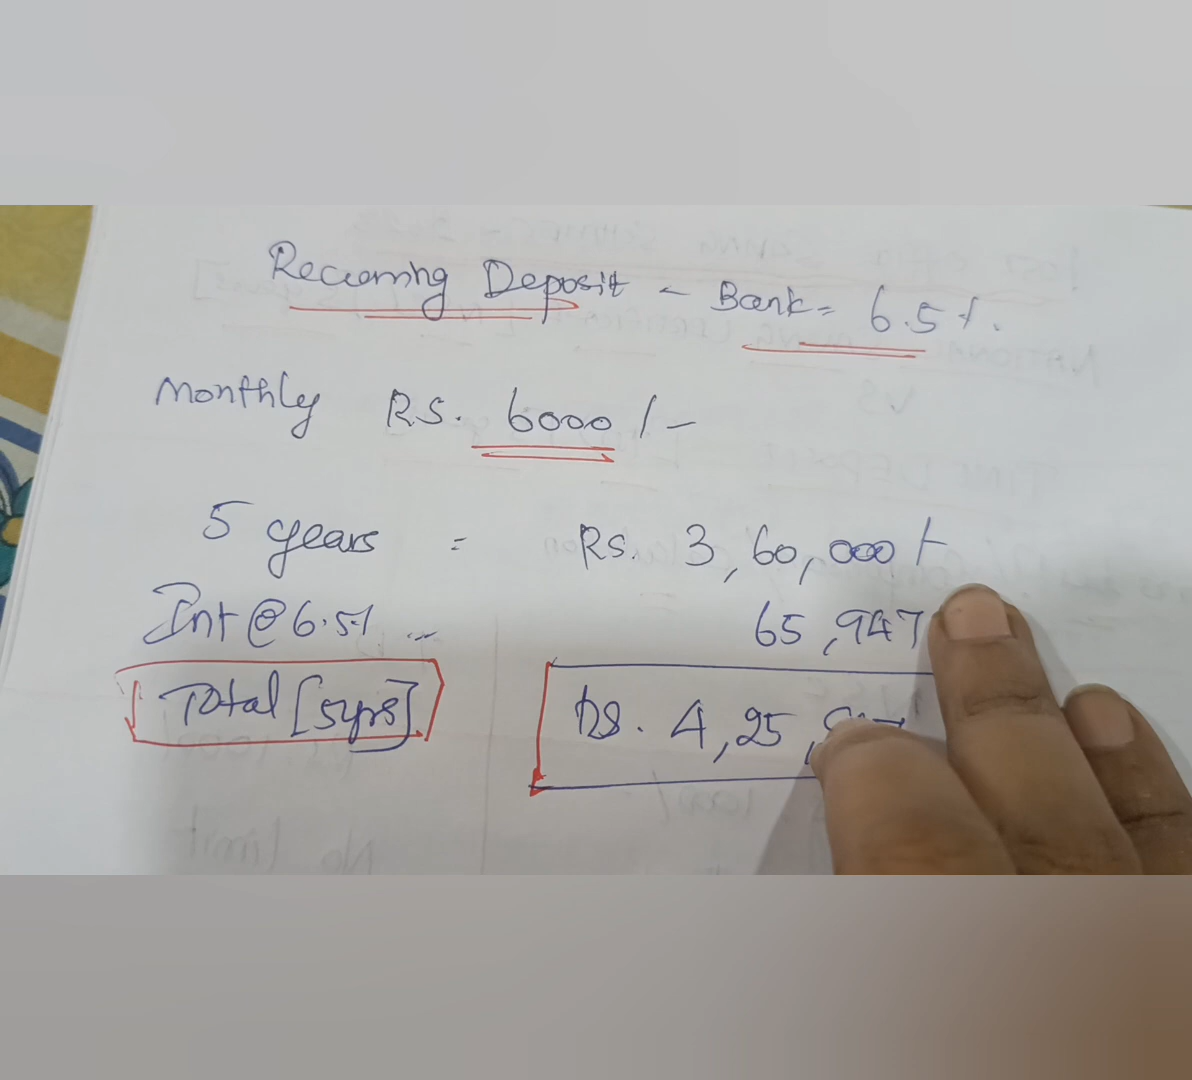 Recurring Deposit - Bank = 6.5%.
Monthly RS. 6000/-
5 years = RS. 3,60,000/-
Int @ 6.5% ..
65,947
Total [5yrs]
RS. 4,25,